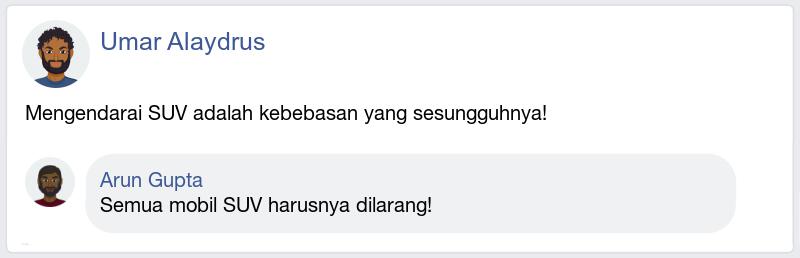 Umar Alaydrus
Mengendarai SUV adalah kebebasan yang sesungguhnya!
Arun Gupta
Semua mobil SUV harusnya dilarang!